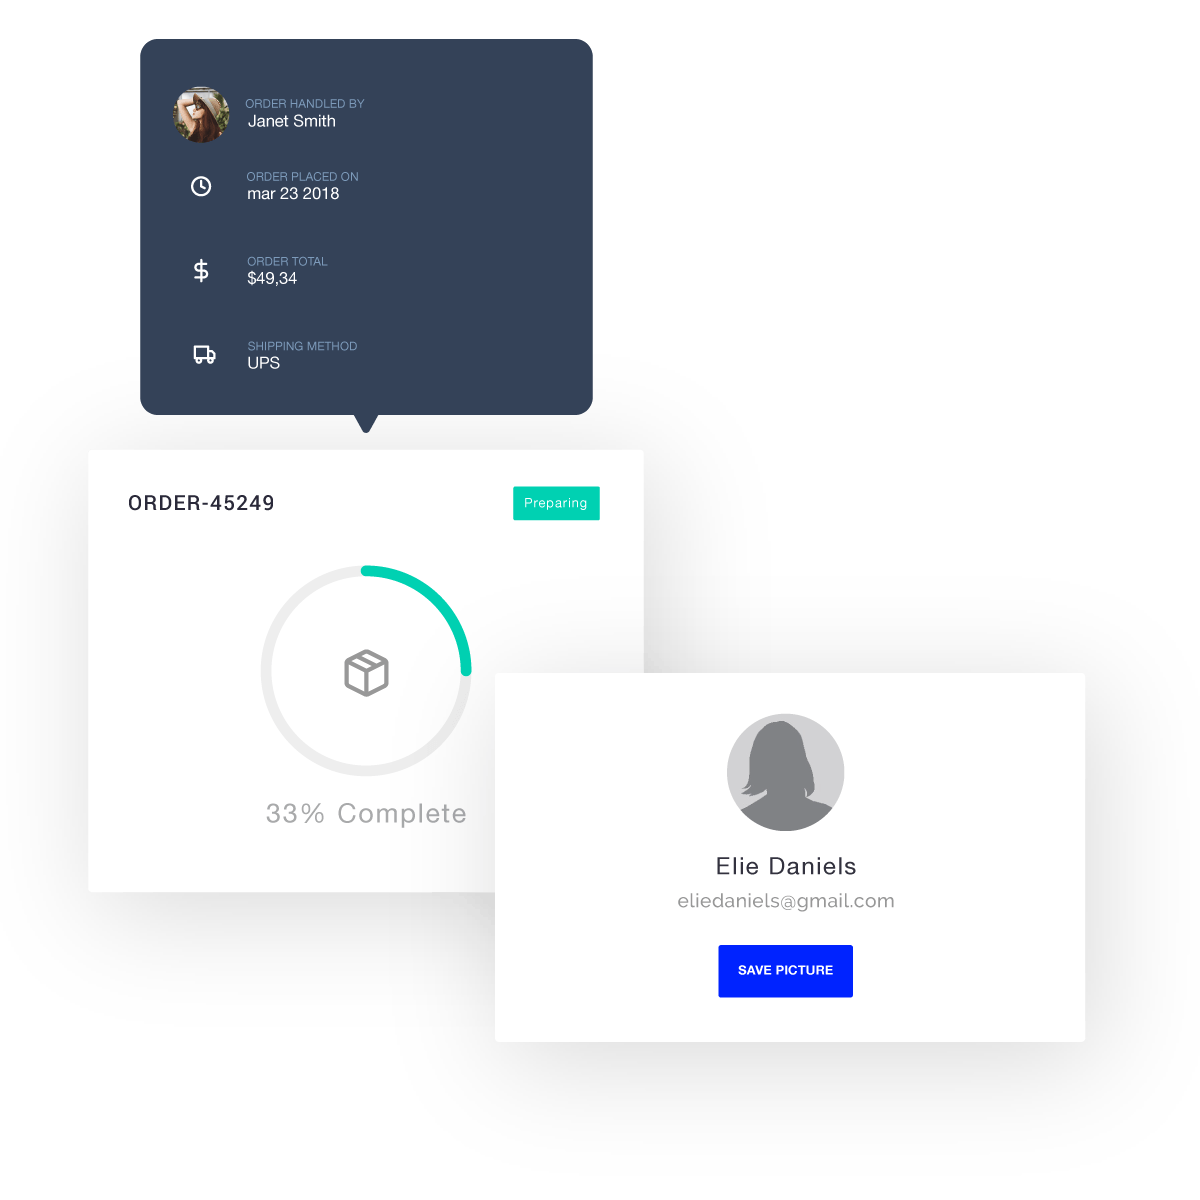 ORDER HANDLED BY
Janet Smith
ORDER PLACED ON
mar 23 2018
ORDER TOTAL
$49,34
SHIPPING METHOD
UPS
ORDER-45249
Preparing
33% Complete
Elie Daniels
eliedaniels@gmail.com
SAVE PICTURE